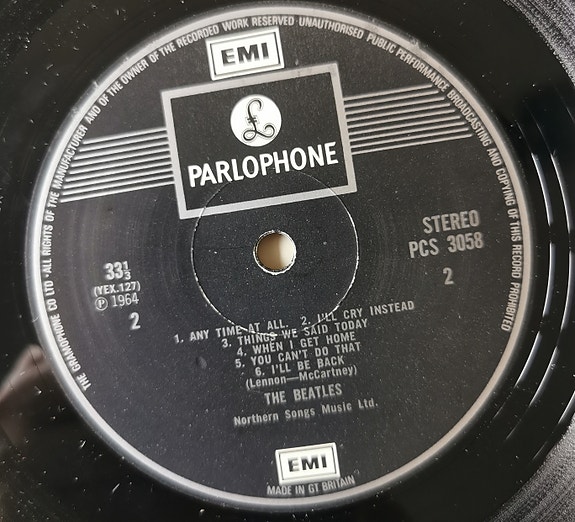 THE GRAMOPHONE CO LTD · ALL RIGHTS OF THE MANUFACTURER AND OF THE OWNER OF THE RECORDED WORK RESERVED · UNAUTHORISED PUBLIC PERFORMANCE BROADCASTING AND COPYING OF THIS RECORD PROHIBITED
EMI
£
PARLOPHONE
STEREO
PCS 3058
2
33⅓
(YEX.127)
Ⓟ 1964
2
1. ANY TIME AT ALL. 2. I'LL CRY INSTEAD
3. THINGS WE SAID TODAY
4. WHEN I GET HOME
5. YOU CAN'T DO THAT
6. I'LL BE BACK
(Lennon—McCartney)
THE BEATLES
Northern Songs Music Ltd.
EMI
MADE IN GT BRITAIN